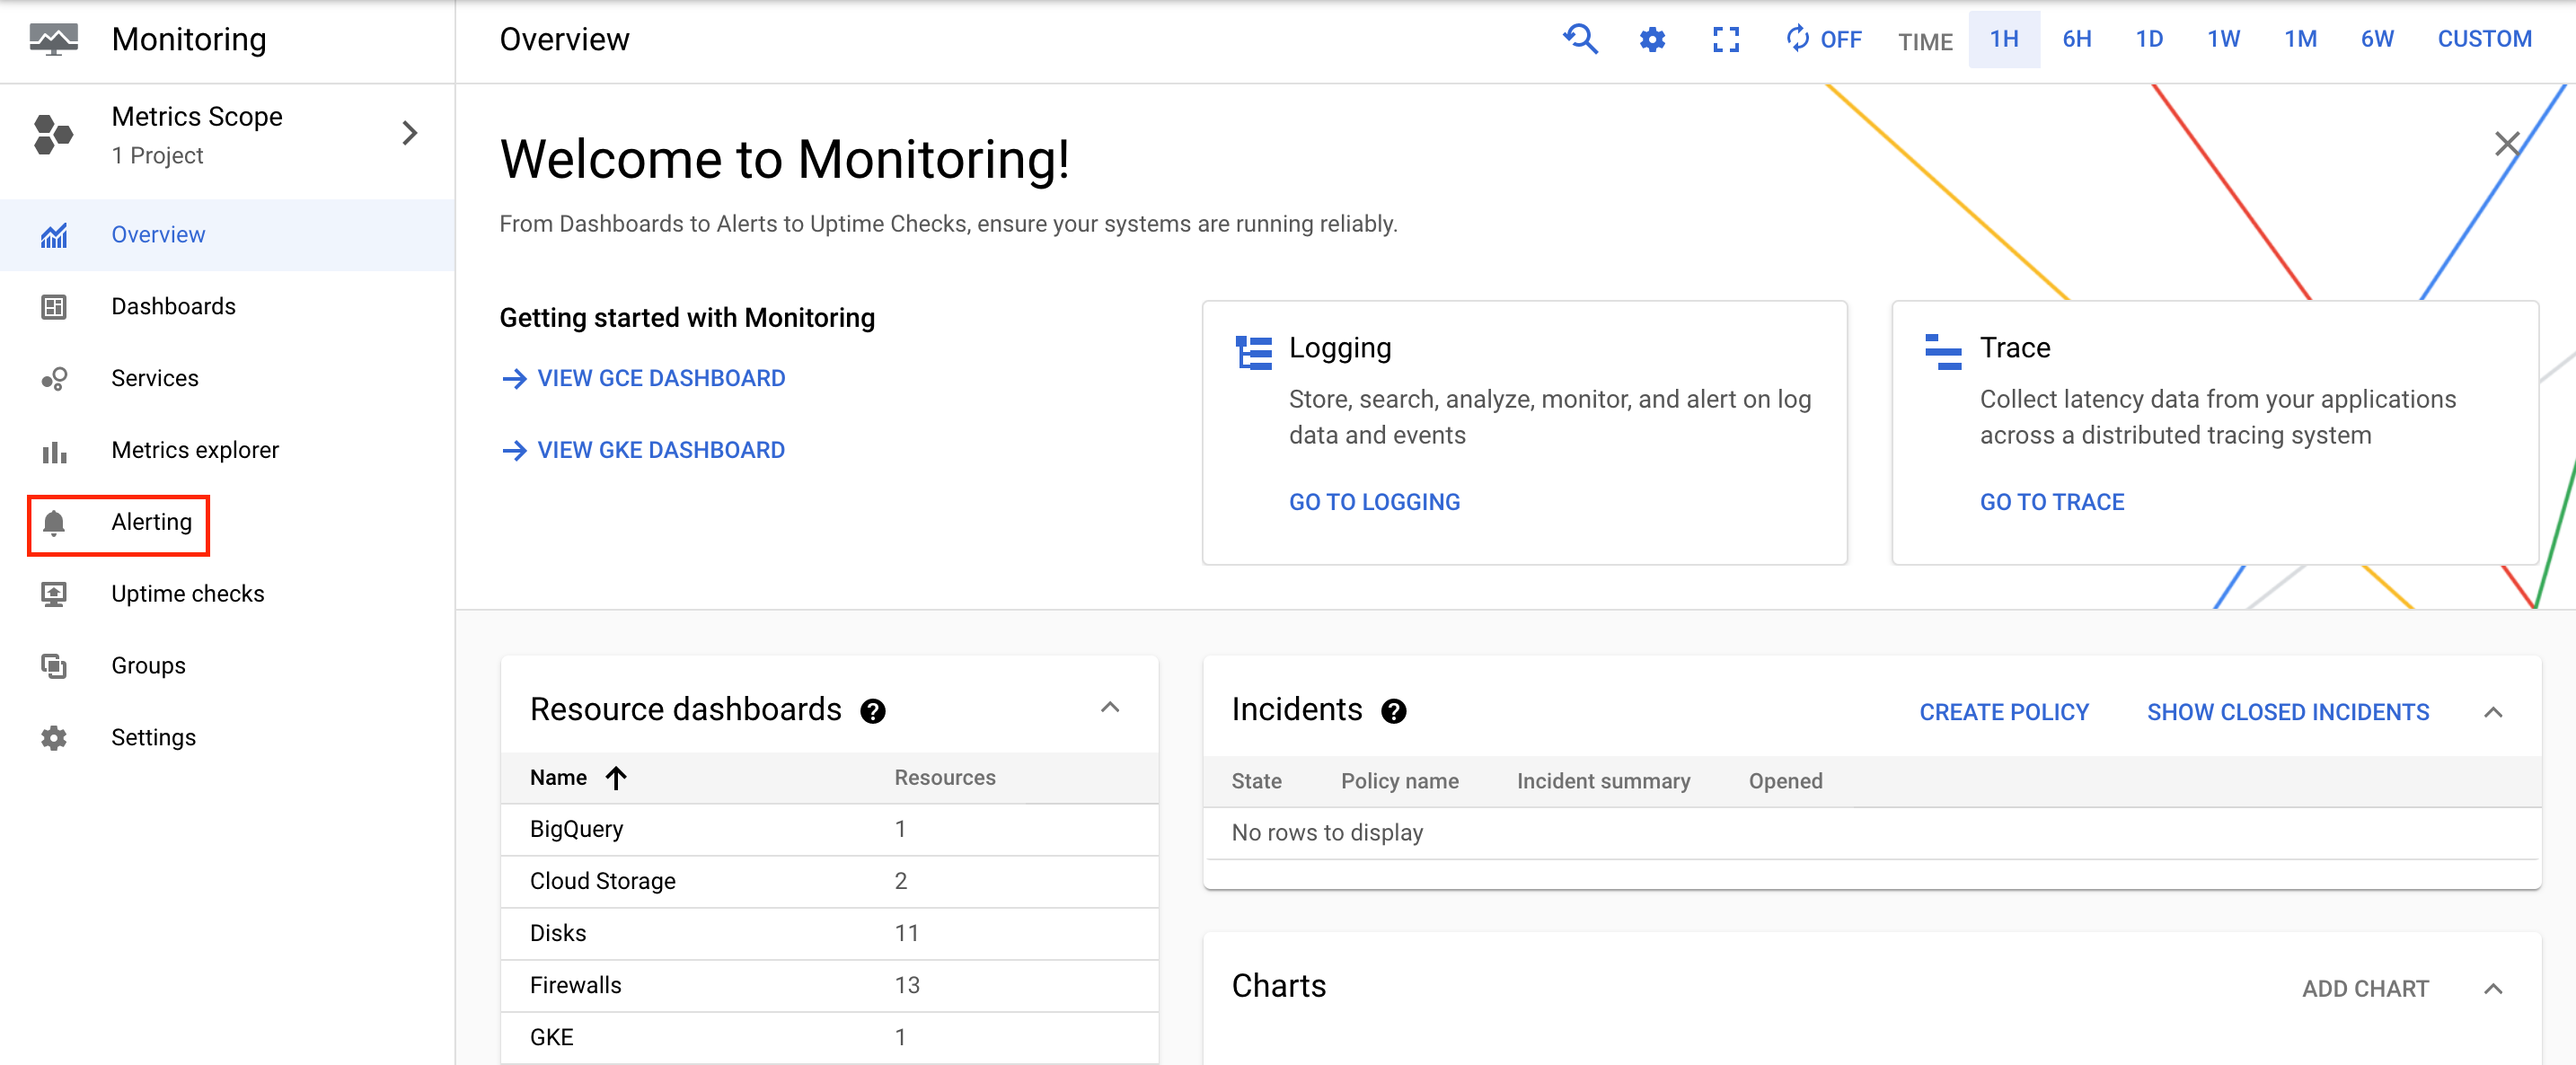 Monitoring
Overview
OFF
TIME
1H
6H
1D
1W
1M
6W
CUSTOM
Metrics Scope
1 Project
Overview
Dashboards
Services
Metrics explorer
Alerting
Uptime checks
Groups
Settings
Welcome to Monitoring!
From Dashboards to Alerts to Uptime Checks, ensure your systems are running reliably.
Getting started with Monitoring
VIEW GCE DASHBOARD
VIEW GKE DASHBOARD
Logging
Store, search, analyze, monitor, and alert on log
data and events
GO TO LOGGING
Trace
Collect latency data from your applications
across a distributed tracing system
GO TO TRACE
Resource dashboards ?
Name Resources
BigQuery 1
Cloud Storage 2
Disks 11
Firewalls 13
GKE 1
Incidents ?
CREATE POLICY
SHOW CLOSED INCIDENTS
State Policy name Incident summary Opened
No rows to display
Charts
ADD CHART